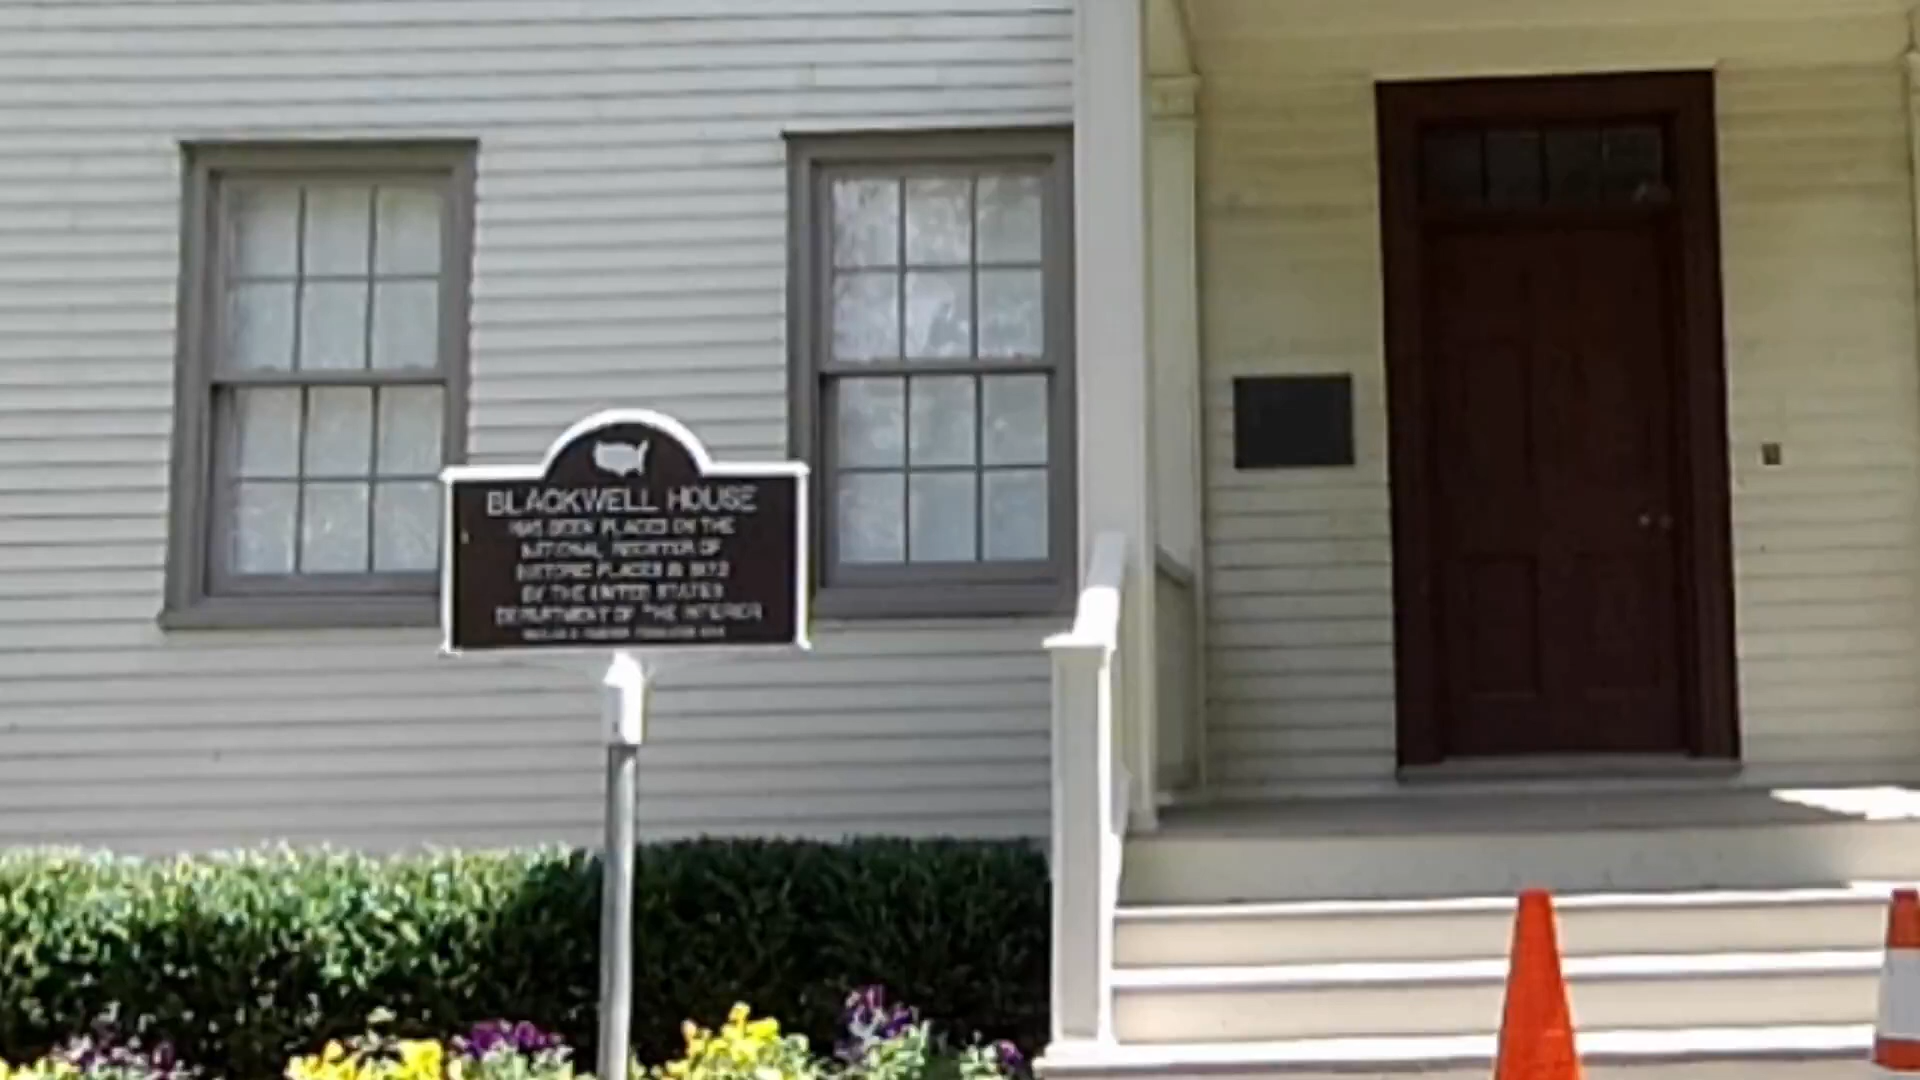 BLACKWELL HOUSE
HAS BEEN PLACED ON THE
NATIONAL REGISTER OF
HISTORIC PLACES IN 1972
BY THE UNITED STATES
DEPARTMENT OF THE INTERIOR